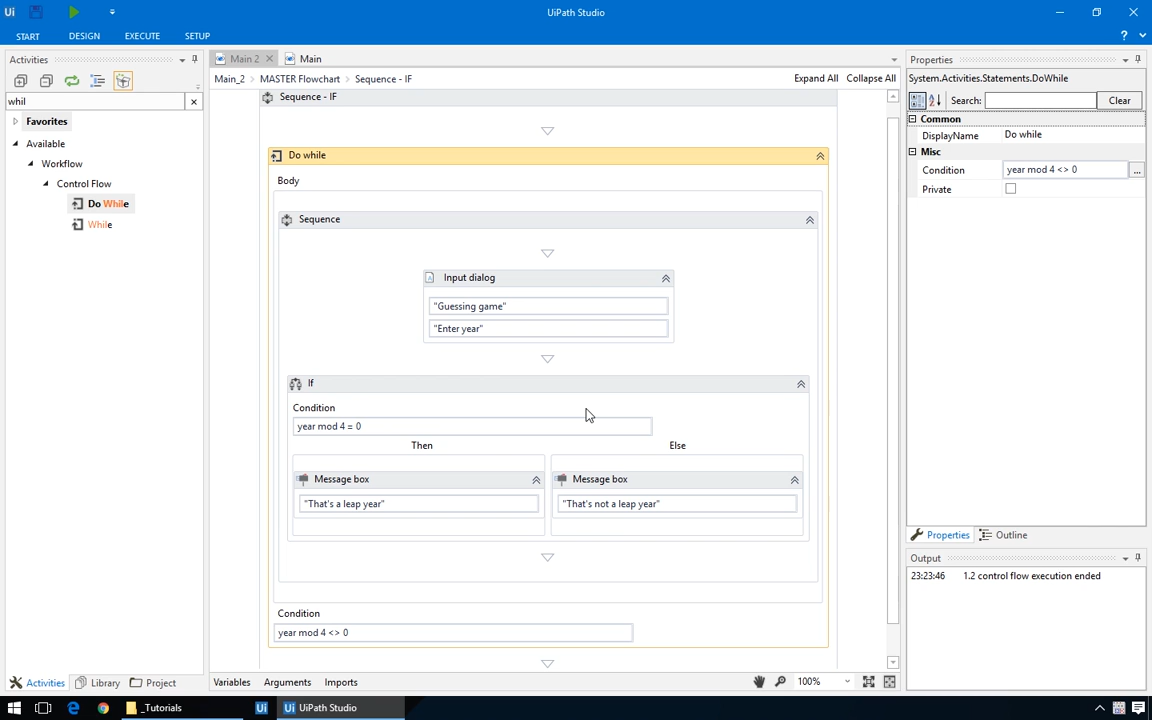 Ui
UiPath Studio
START DESIGN EXECUTE SETUP
?
Activities
whil
Favorites
Available
Workflow
Control Flow
Do While
While
Main 2 Main
Main_2 > MASTER Flowchart > Sequence - IF Expand All Collapse All
Sequence - IF
Do while
Body
Sequence
Input dialog
"Guessing game"
"Enter year"
If
Condition
year mod 4 = 0
Then Else
Message box Message box
"That's a leap year" "That's not a leap year"
Condition
year mod 4 <> 0
Variables Arguments Imports 100%
Properties
System.Activities.Statements.DoWhile
Search: Clear
Common
DisplayName Do while
Misc
Condition year mod 4 <> 0 ...
Private
Properties Outline
Output
23:23:46 1.2 control flow execution ended
Activities Library Project
_Tutorials Ui Ui UiPath Studio